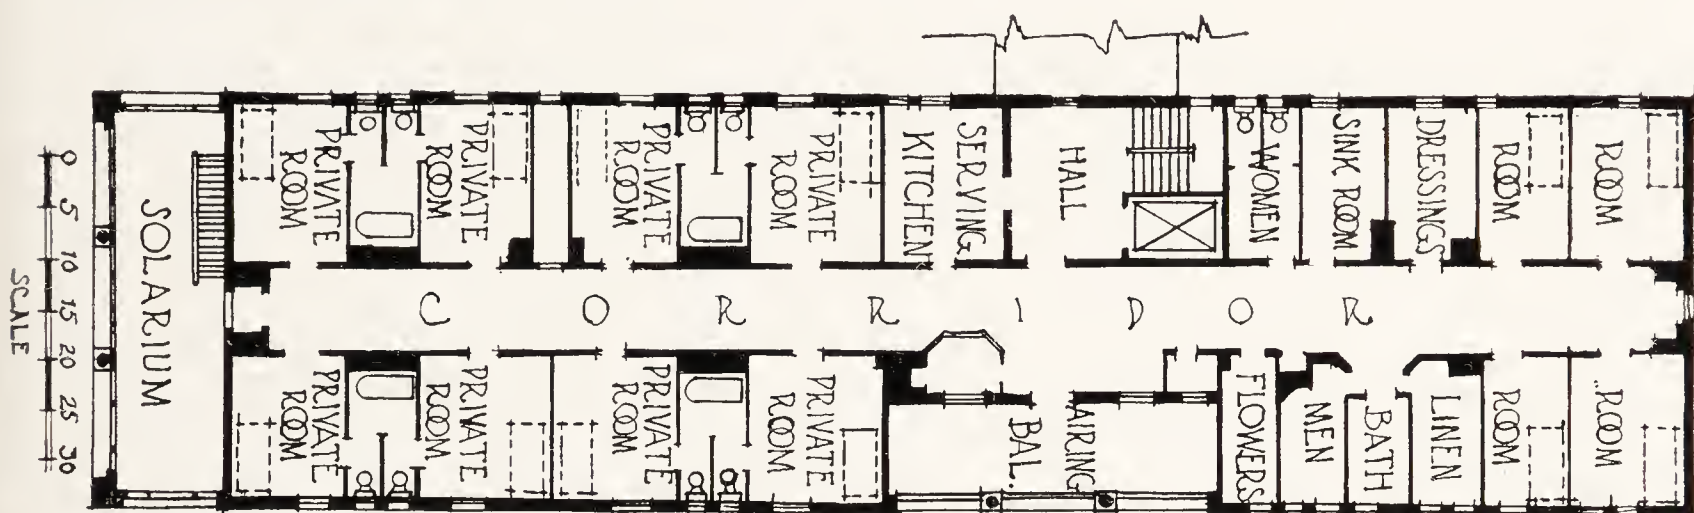 PRIVATE
ROOM
PRIVATE
ROOM
PRIVATE
ROOM
PRIVATE
ROOM
SERVING
KITCHEN
HALL
WOMEN
SINK ROOM
DRESSINGS
ROOM
ROOM
SOLARIUM
CORRIDOR
PRIVATE
ROOM
PRIVATE
ROOM
PRIVATE
ROOM
PRIVATE
ROOM
AIRING
BAL.
FLOWERS
MEN
BATH
LINEN
ROOM
ROOM
0 5 10 15 20 25 30
SCALE